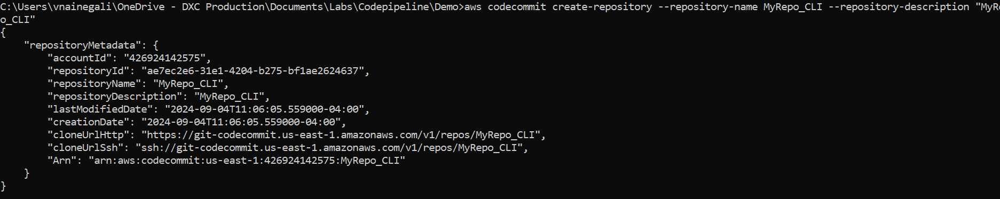 C:\Users\vnainegali\OneDrive - DXC Production\Documents\Labs\Codepipeline\Demo>aws codecommit create-repository --repository-name MyRepo_CLI --repository-description "MyRep
o_CLI"
{
    "repositoryMetadata": {
        "accountId": "426924142575",
        "repositoryId": "ae7ec2e6-31e1-4204-b275-bf1ae2624637",
        "repositoryName": "MyRepo_CLI",
        "repositoryDescription": "MyRepo_CLI",
        "lastModifiedDate": "2024-09-04T11:06:05.559000-04:00",
        "creationDate": "2024-09-04T11:06:05.559000-04:00",
        "cloneUrlHttp": "https://git-codecommit.us-east-1.amazonaws.com/v1/repos/MyRepo_CLI",
        "cloneUrlSsh": "ssh://git-codecommit.us-east-1.amazonaws.com/v1/repos/MyRepo_CLI",
        "Arn": "arn:aws:codecommit:us-east-1:426924142575:MyRepo_CLI"
    }
}